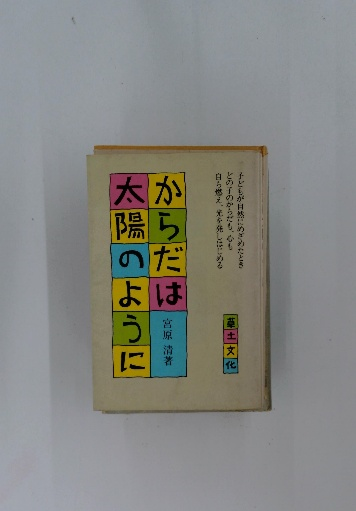 子どもが自然にめざめたとき
どの子のからだも、心も
自ら燃え、光を発しはじめる
からだは
太陽のように
宮原 清著
草土文化